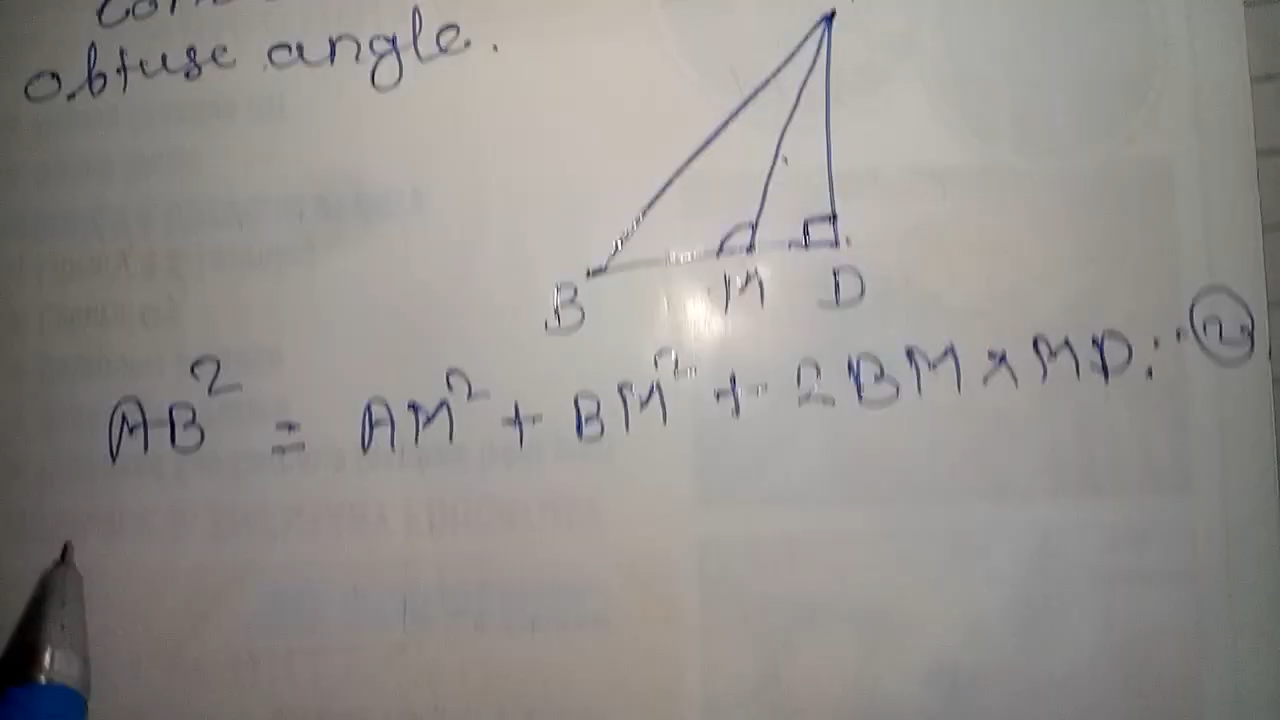 obtuse angle.
B M D
AB² = AM² + BM² + 2BM × MD. (2)